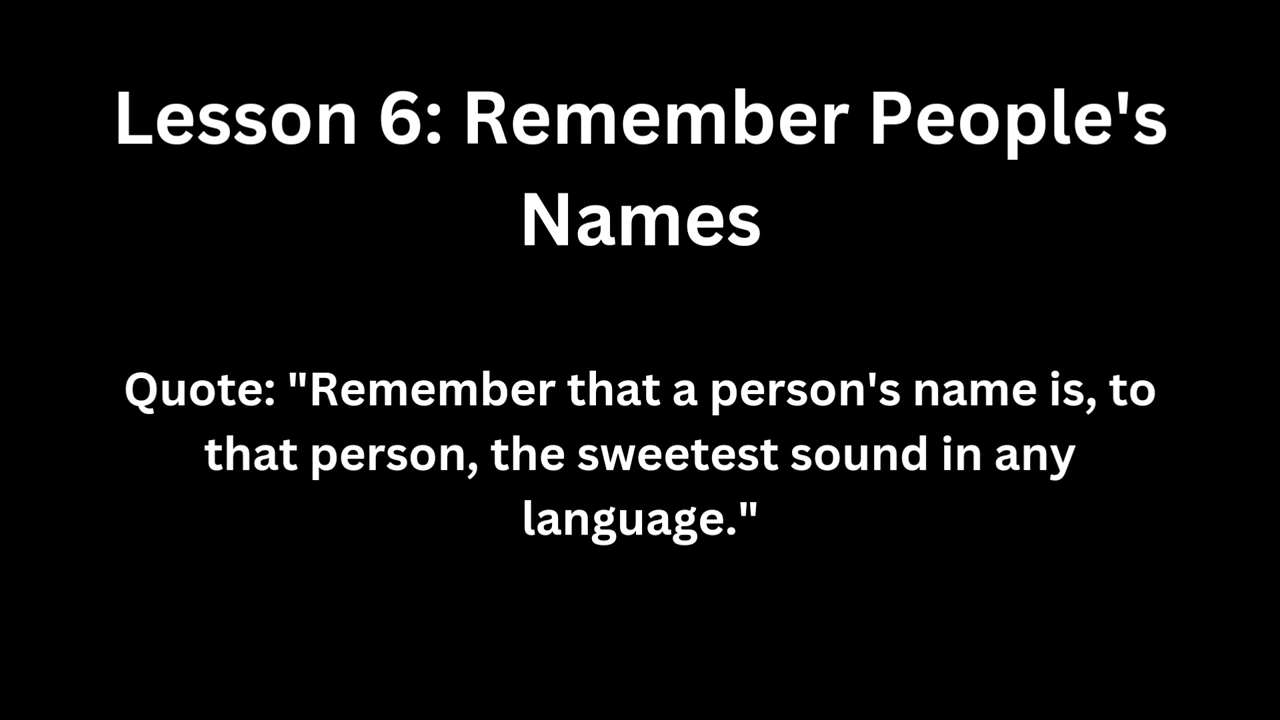 Lesson 6: Remember People's
Names
Quote: "Remember that a person's name is, to
that person, the sweetest sound in any
language."